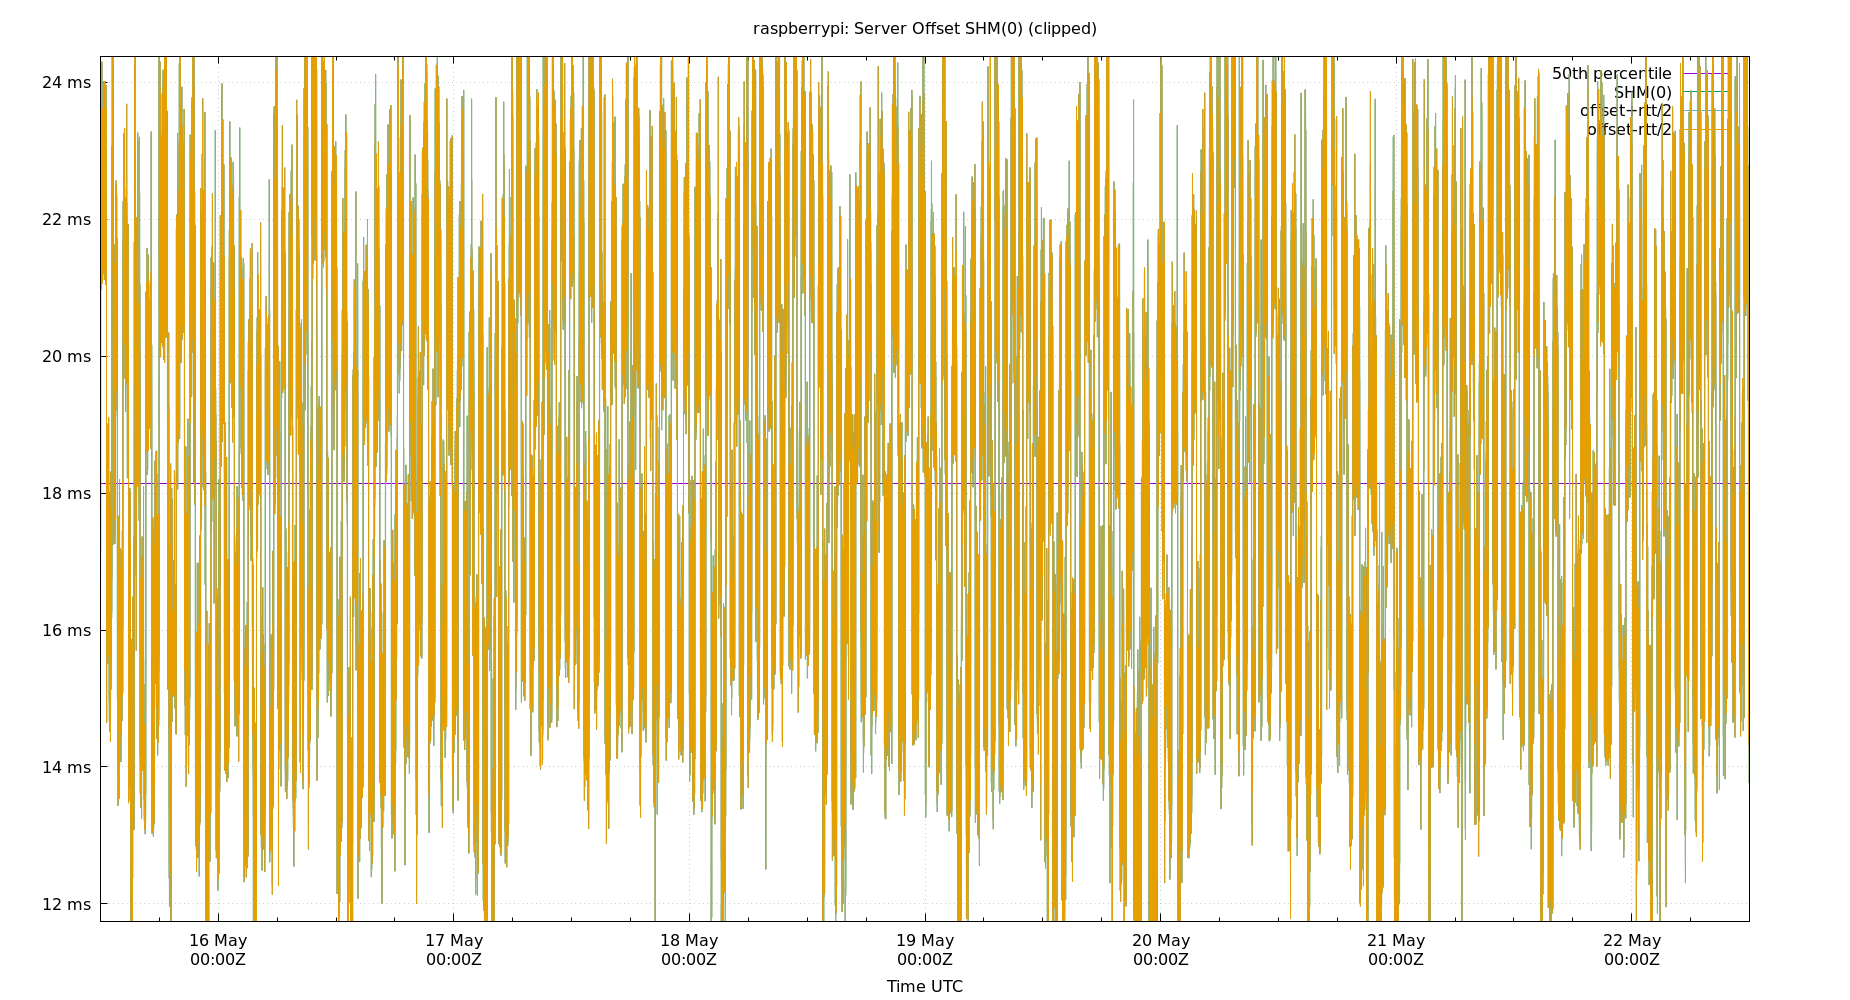 raspberrypi: Server Offset SHM(0) (clipped)
24 ms
22 ms
20 ms
18 ms
16 ms
14 ms
12 ms
50th percentile
SHM(0)
offset+rtt/2
offset-rtt/2
16 May
00:00Z
17 May
00:00Z
18 May
00:00Z
19 May
00:00Z
20 May
00:00Z
21 May
00:00Z
22 May
00:00Z
Time UTC